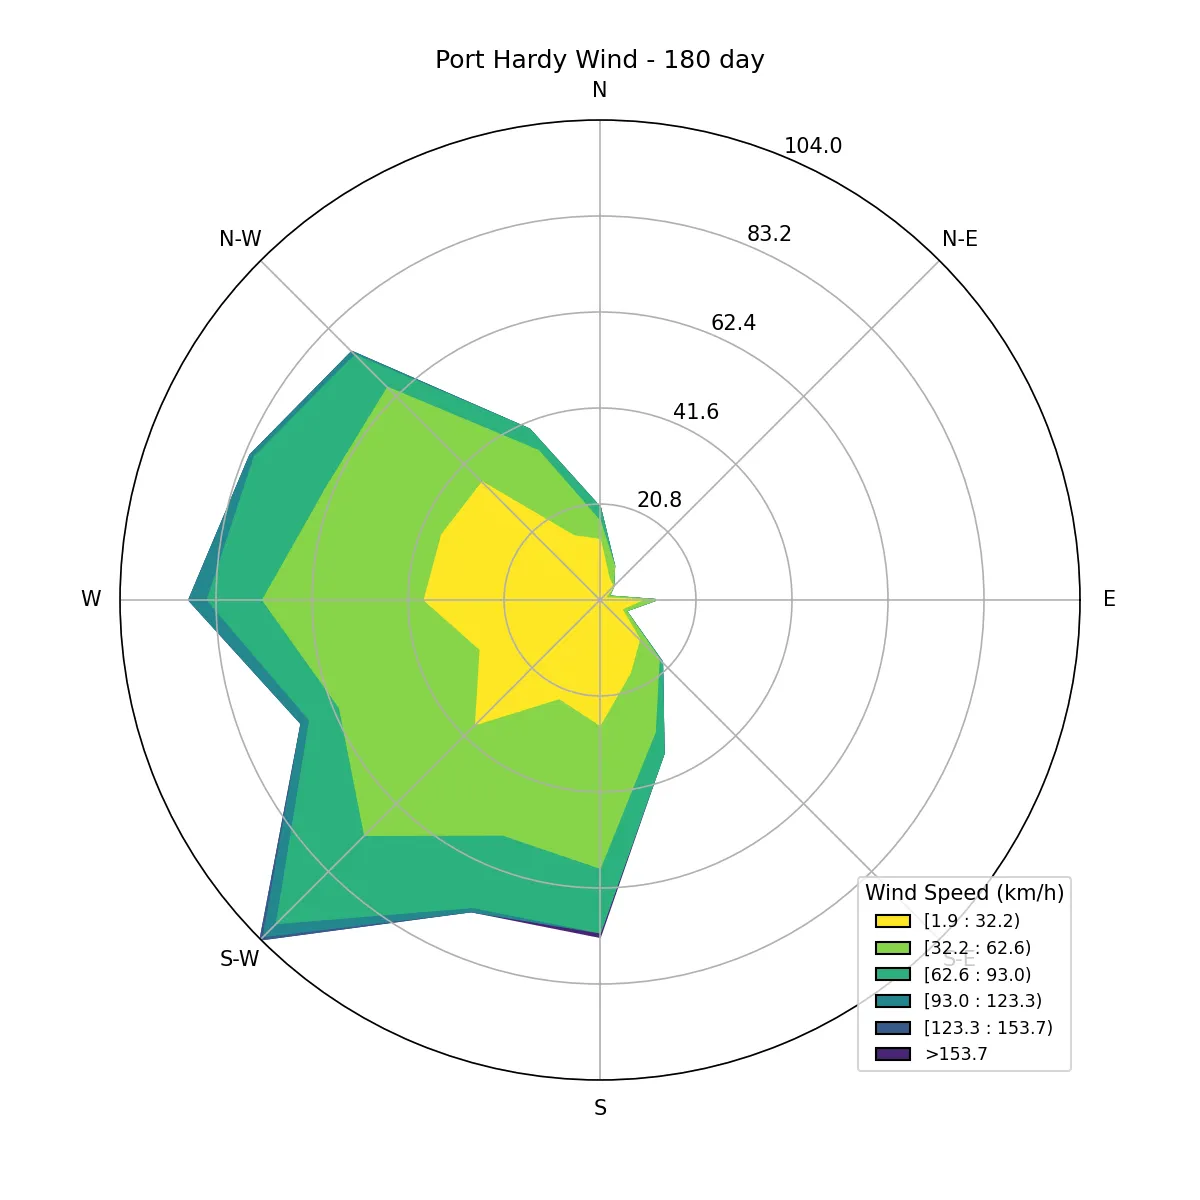 Port Hardy Wind - 180 day
N
104.0
N-W
N-E
83.2
62.4
41.6
20.8
W
E
S-W
S-E
S
Wind Speed (km/h)
[1.9 : 32.2)
[32.2 : 62.6)
[62.6 : 93.0)
[93.0 : 123.3)
[123.3 : 153.7)
>153.7